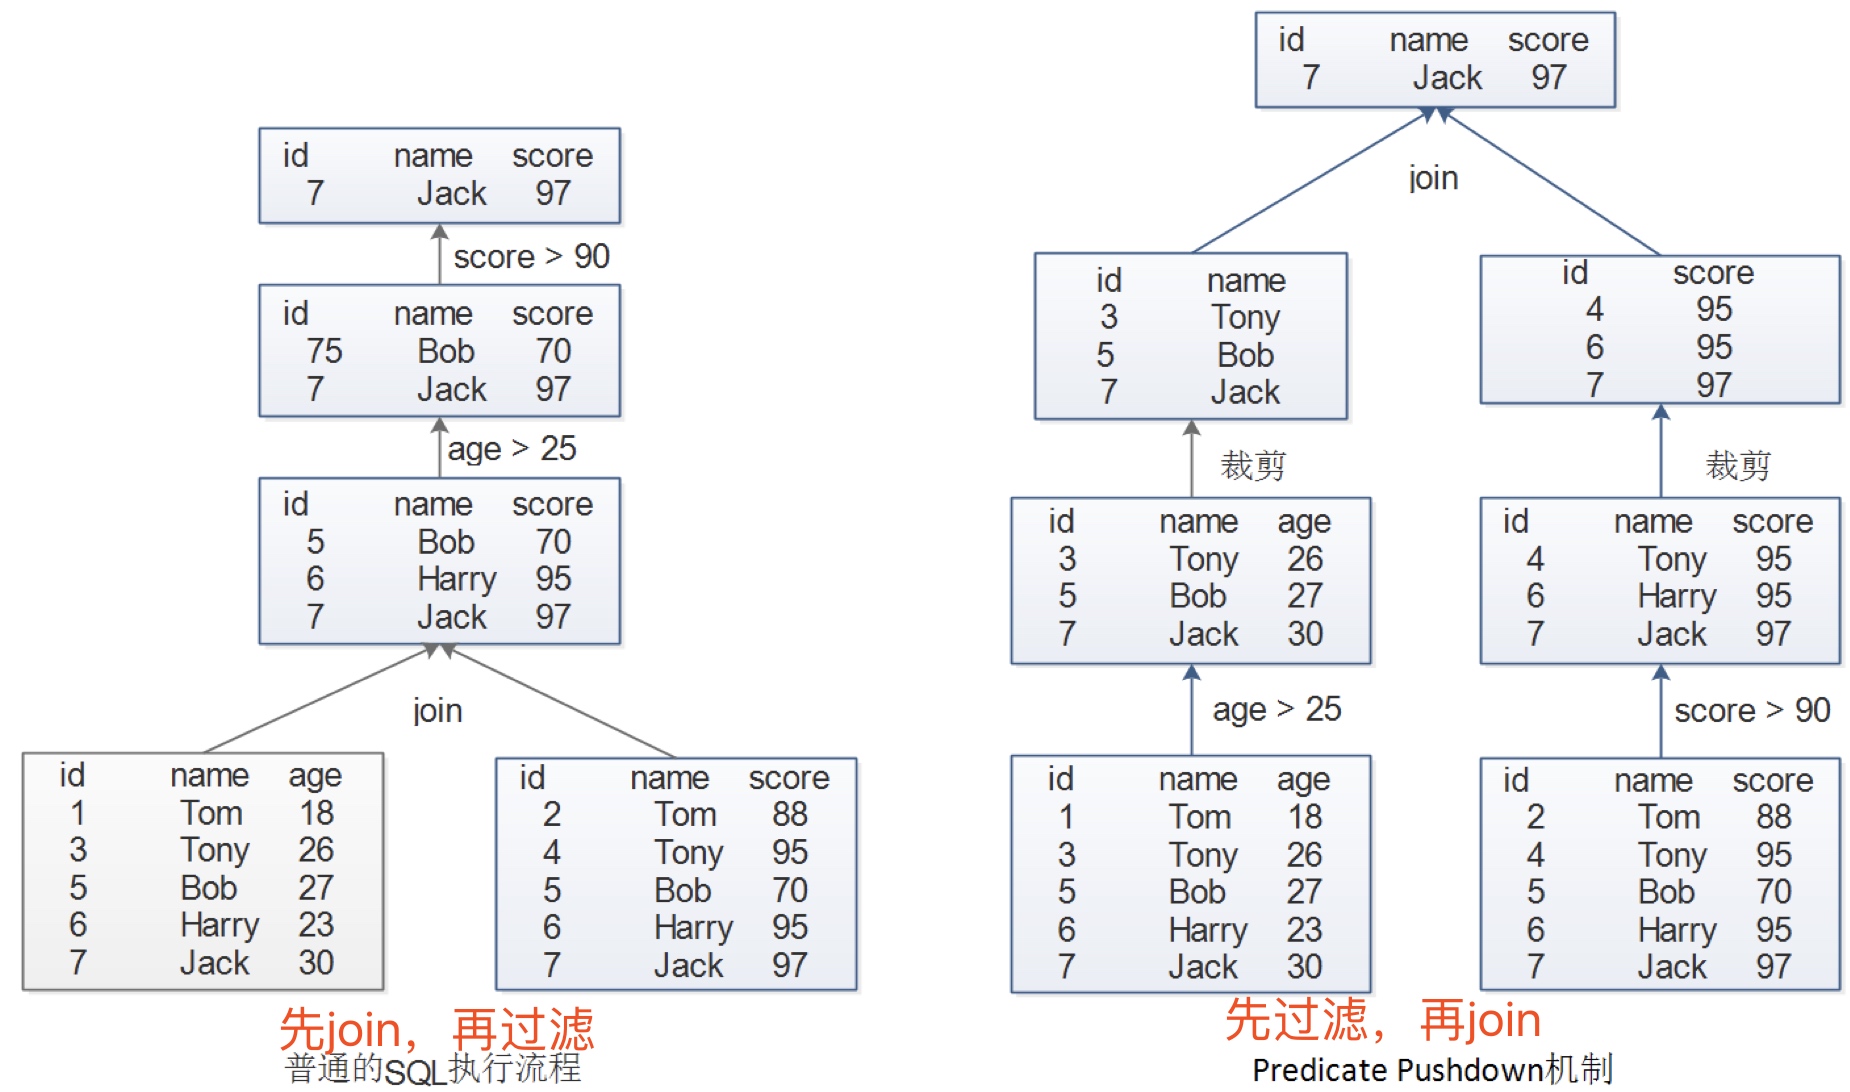 id name score
7 Jack 97
score > 90
id name score
75 Bob 70
7 Jack 97
age > 25
id name score
5 Bob 70
6 Harry 95
7 Jack 97
join
id name age
1 Tom 18
3 Tony 26
5 Bob 27
6 Harry 23
7 Jack 30
id name score
2 Tom 88
4 Tony 95
5 Bob 70
6 Harry 95
7 Jack 97
先join，再过滤
普通的SQL执行流程
id name score
7 Jack 97
join
id name
3 Tony
5 Bob
7 Jack
id score
4 95
6 95
7 97
裁剪
裁剪
id name age
3 Tony 26
5 Bob 27
7 Jack 30
id name score
4 Tony 95
6 Harry 95
7 Jack 97
age > 25
score > 90
id name age
1 Tom 18
3 Tony 26
5 Bob 27
6 Harry 23
7 Jack 30
id name score
2 Tom 88
4 Tony 95
5 Bob 70
6 Harry 95
7 Jack 97
先过滤，再join
Predicate Pushdown机制